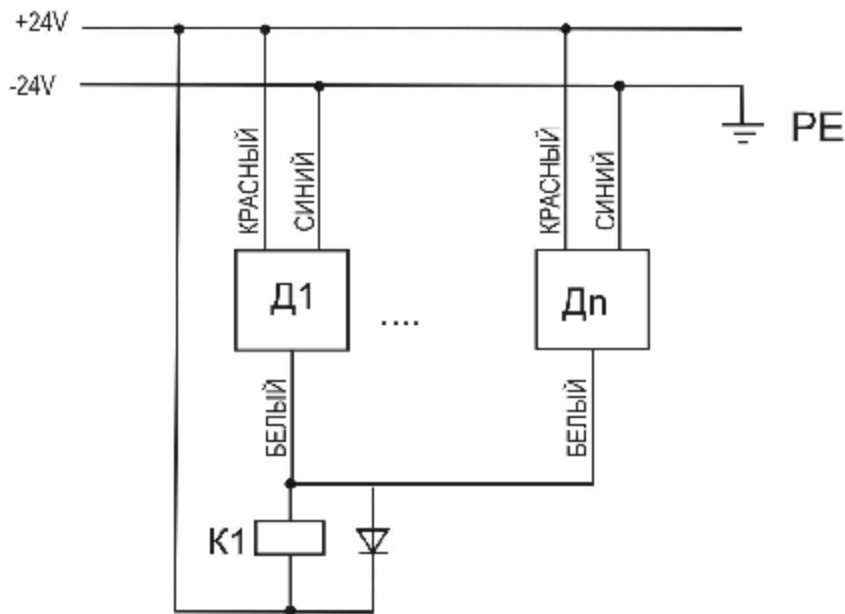 +24V
-24V
PE
КРАСНЫЙ
СИНИЙ
КРАСНЫЙ
СИНИЙ
Д1
....
Дn
БЕЛЫЙ
БЕЛЫЙ
К1